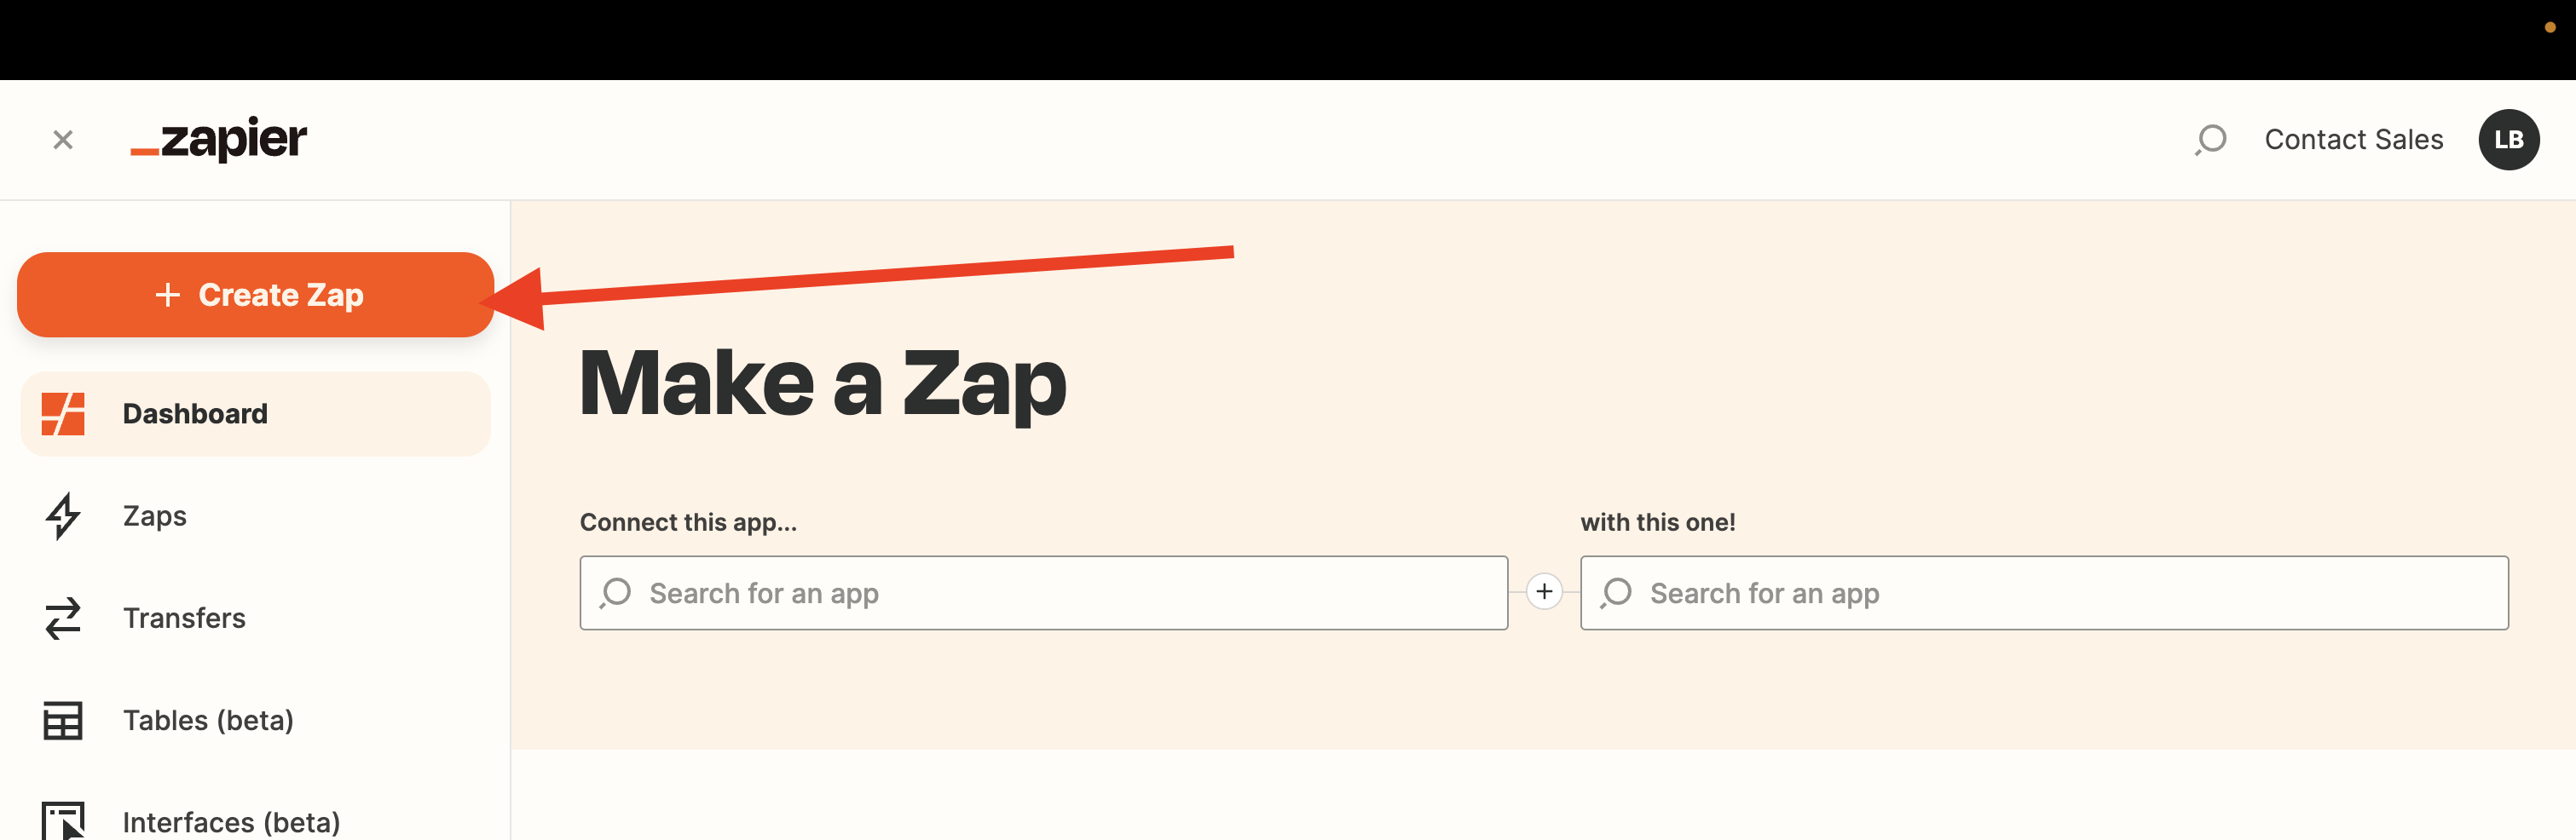 zapier
Contact Sales
LB
+ Create Zap
Dashboard
Zaps
Transfers
Tables (beta)
Interfaces (beta)
Make a Zap
Connect this app...
Search for an app
+
with this one!
Search for an app